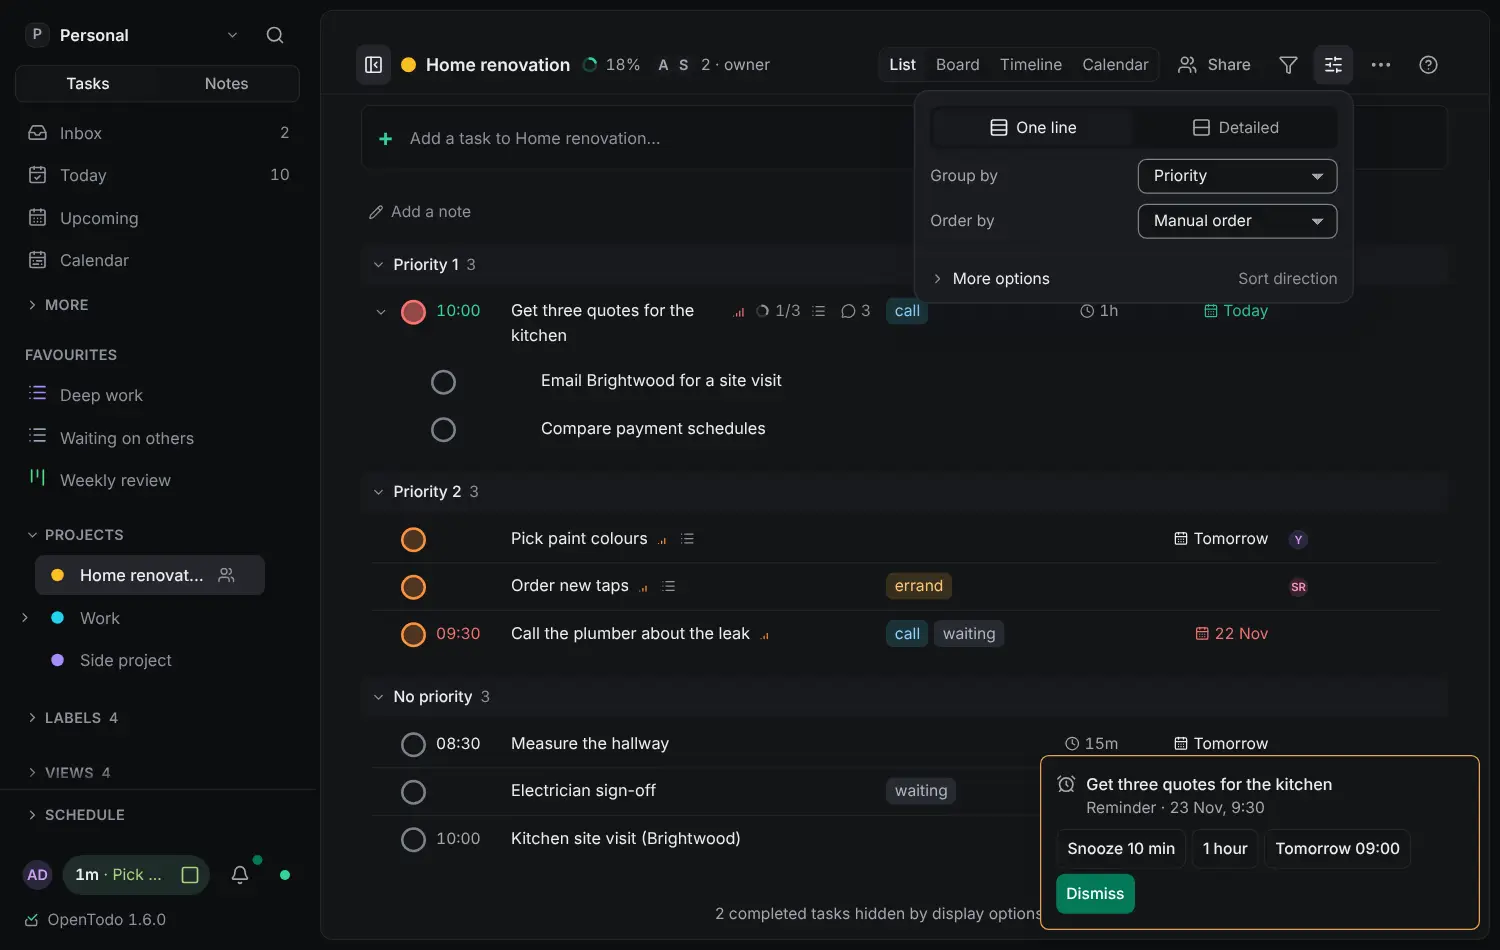 P Personal
Tasks Notes
Inbox 2
Today 10
Upcoming
Calendar
MORE
FAVOURITES
Deep work
Waiting on others
Weekly review
PROJECTS
Home renovat...
Work
Side project
LABELS 4
VIEWS 4
SCHEDULE
AD 1m · Pick ...
OpenTodo 1.6.0
Home renovation 18% A S 2 · owner
List Board Timeline Calendar Share
Add a task to Home renovation...
One line Detailed
Group by Priority
Order by Manual order
More options Sort direction
Add a note
Priority 1 3
10:00 Get three quotes for the 1/3 3 call 1h Today
kitchen
Email Brightwood for a site visit
Compare payment schedules
Priority 2 3
Pick paint colours Tomorrow Y
Order new taps errand SR
09:30 Call the plumber about the leak call waiting 22 Nov
No priority 3
08:30 Measure the hallway 15m Tomorrow
Electrician sign-off waiting
10:00 Kitchen site visit (Brightwood)
2 completed tasks hidden by display options
Get three quotes for the kitchen
Reminder · 23 Nov, 9:30
Snooze 10 min 1 hour Tomorrow 09:00
Dismiss